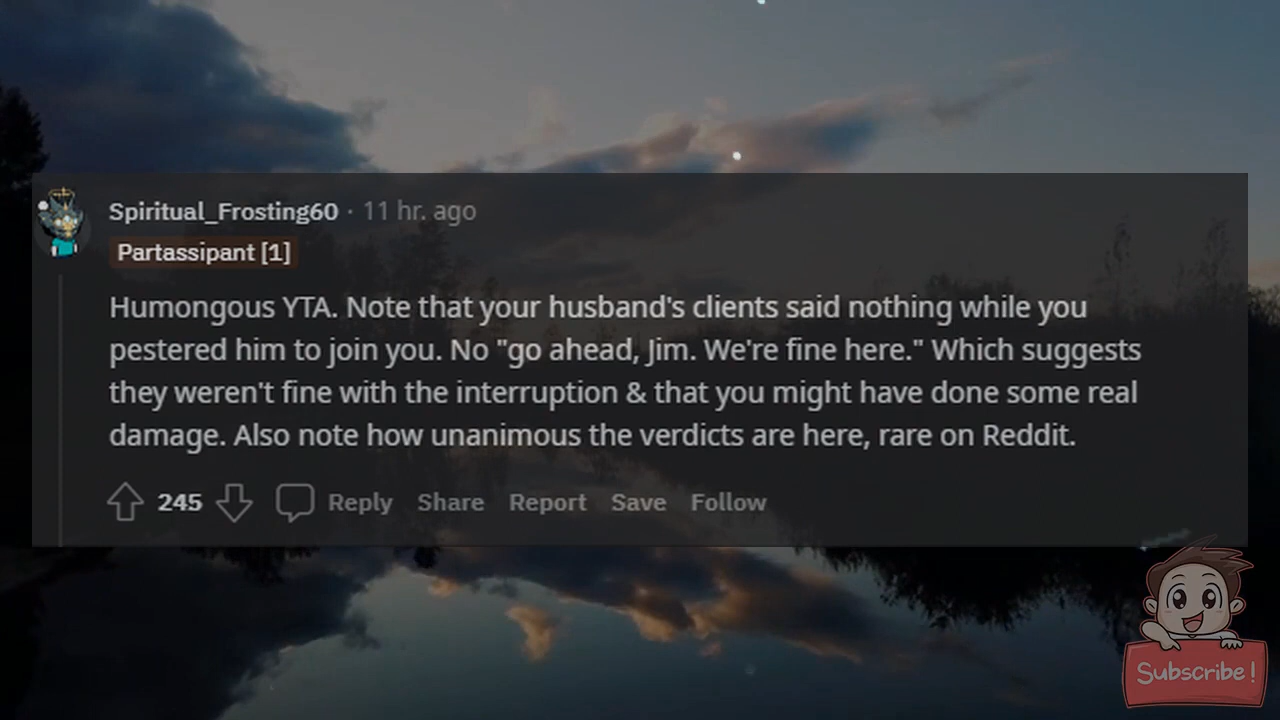 Spiritual_Frosting60 · 11 hr. ago
Partassipant [1]
Humongous YTA. Note that your husband's clients said nothing while you
pestered him to join you. No "go ahead, Jim. We're fine here." Which suggests
they weren't fine with the interruption & that you might have done some real
damage. Also note how unanimous the verdicts are here, rare on Reddit.
245 Reply Share Report Save Follow
Subscribe!